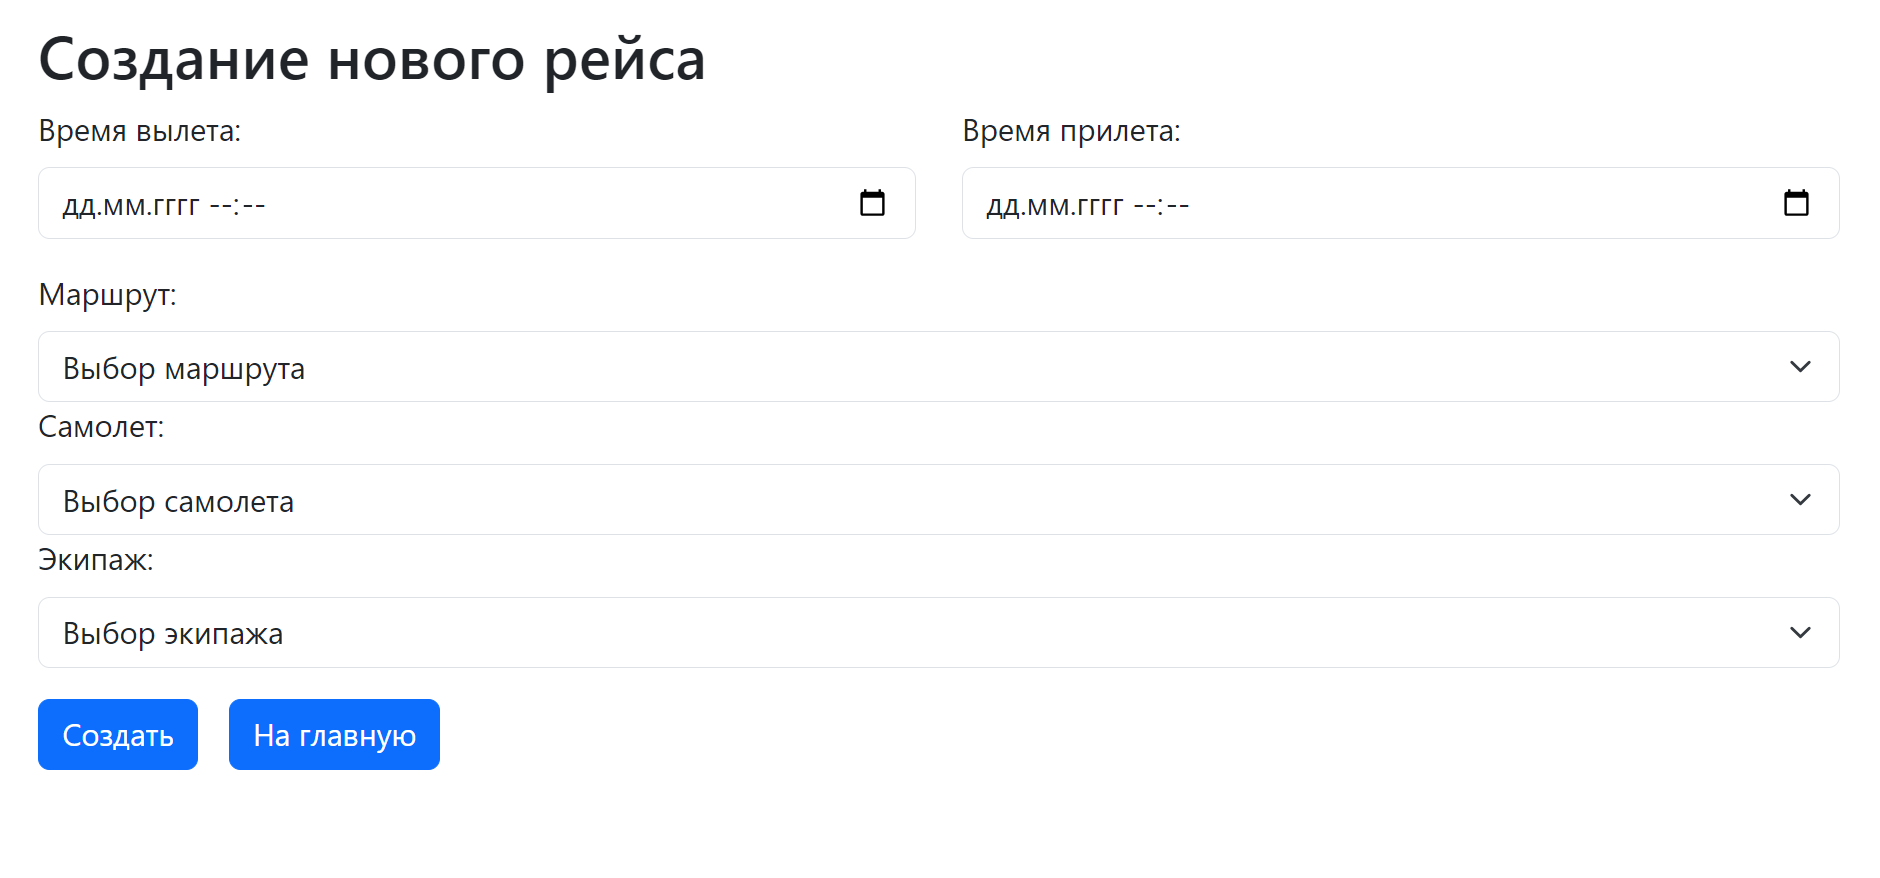 Создание нового рейса
Время вылета: Время прилета:
дд.мм.гггг --:-- дд.мм.гггг --:--
Маршрут:
Выбор маршрута
Самолет:
Выбор самолета
Экипаж:
Выбор экипажа
Создать На главную